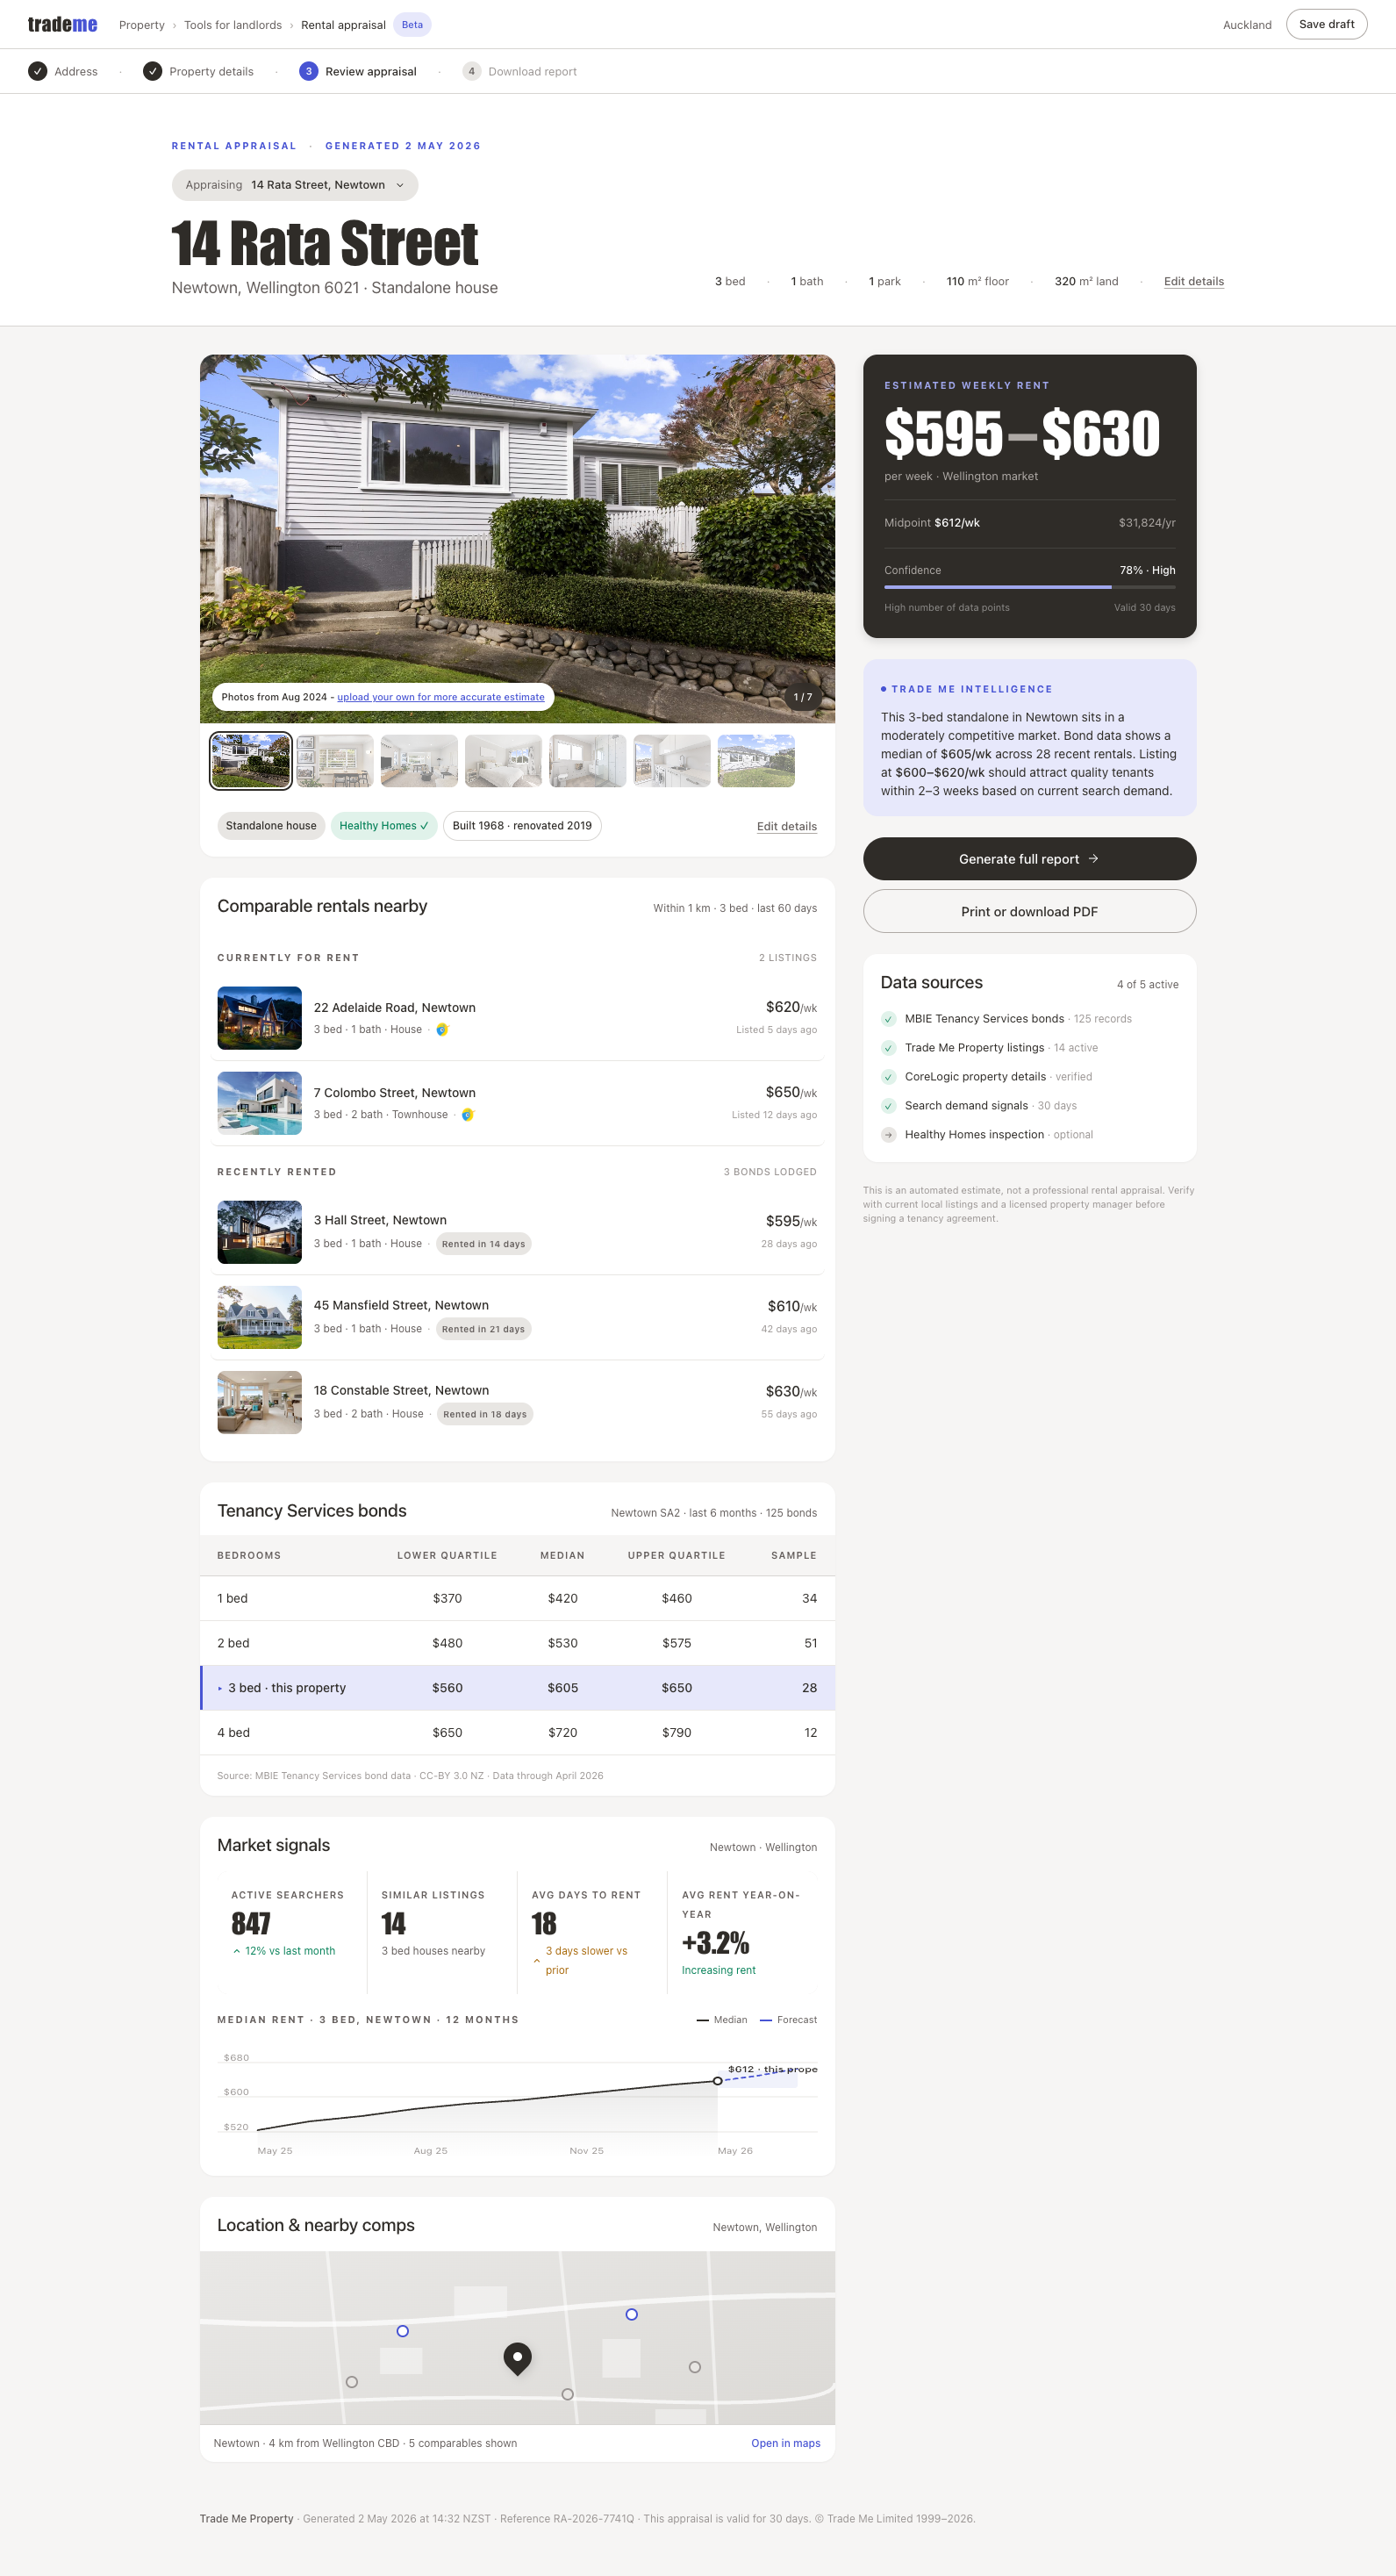 trademe Property › Tools for landlords › Rental appraisal Beta Auckland Save draft
Address · Property details · 3 Review appraisal · 4 Download report
RENTAL APPRAISAL · GENERATED 2 MAY 2026
Appraising 14 Rata Street, Newtown
14 Rata Street
Newtown, Wellington 6021 · Standalone house
3 bed · 1 bath · 1 park · 110 m² floor · 320 m² land · Edit details
Photos from Aug 2024 - upload your own for more accurate estimate
1 / 7
Standalone house Healthy Homes ✓ Built 1968 · renovated 2019 Edit details
ESTIMATED WEEKLY RENT
$595–$630
per week · Wellington market
Midpoint $612/wk $31,824/yr
Confidence 78% · High
High number of data points Valid 30 days
TRADE ME INTELLIGENCE
This 3-bed standalone in Newtown sits in a
moderately competitive market. Bond data shows a
median of $605/wk across 28 recent rentals. Listing
at $600–$620/wk should attract quality tenants
within 2–3 weeks based on current search demand.
Generate full report →
Print or download PDF
Data sources 4 of 5 active
MBIE Tenancy Services bonds · 125 records
Trade Me Property listings · 14 active
CoreLogic property details · verified
Search demand signals · 30 days
Healthy Homes inspection · optional
This is an automated estimate, not a professional rental appraisal. Verify
with current local listings and a licensed property manager before
signing a tenancy agreement.
Comparable rentals nearby Within 1 km · 3 bed · last 60 days
CURRENTLY FOR RENT 2 LISTINGS
22 Adelaide Road, Newtown $620/wk
3 bed · 1 bath · House · Listed 5 days ago
7 Colombo Street, Newtown $650/wk
3 bed · 2 bath · Townhouse · Listed 12 days ago
RECENTLY RENTED 3 BONDS LODGED
3 Hall Street, Newtown $595/wk
3 bed · 1 bath · House · Rented in 14 days 28 days ago
45 Mansfield Street, Newtown $610/wk
3 bed · 1 bath · House · Rented in 21 days 42 days ago
18 Constable Street, Newtown $630/wk
3 bed · 2 bath · House · Rented in 18 days 55 days ago
Tenancy Services bonds Newtown SA2 · last 6 months · 125 bonds
BEDROOMS LOWER QUARTILE MEDIAN UPPER QUARTILE SAMPLE
1 bed $370 $420 $460 34
2 bed $480 $530 $575 51
3 bed · this property $560 $605 $650 28
4 bed $650 $720 $790 12
Source: MBIE Tenancy Services bond data · CC-BY 3.0 NZ · Data through April 2026
Market signals Newtown · Wellington
ACTIVE SEARCHERS
847
12% vs last month
SIMILAR LISTINGS
14
3 bed houses nearby
AVG DAYS TO RENT
18
3 days slower vs
prior
AVG RENT YEAR-ON-
YEAR
+3.2%
Increasing rent
MEDIAN RENT · 3 BED, NEWTOWN · 12 MONTHS Median Forecast
$680
$612 · this prope
$600
$520
May 25 Aug 25 Nov 25 May 26
Location & nearby comps Newtown, Wellington
Newtown · 4 km from Wellington CBD · 5 comparables shown Open in maps
Trade Me Property · Generated 2 May 2026 at 14:32 NZST · Reference RA-2026-7741Q · This appraisal is valid for 30 days. © Trade Me Limited 1999–2026.